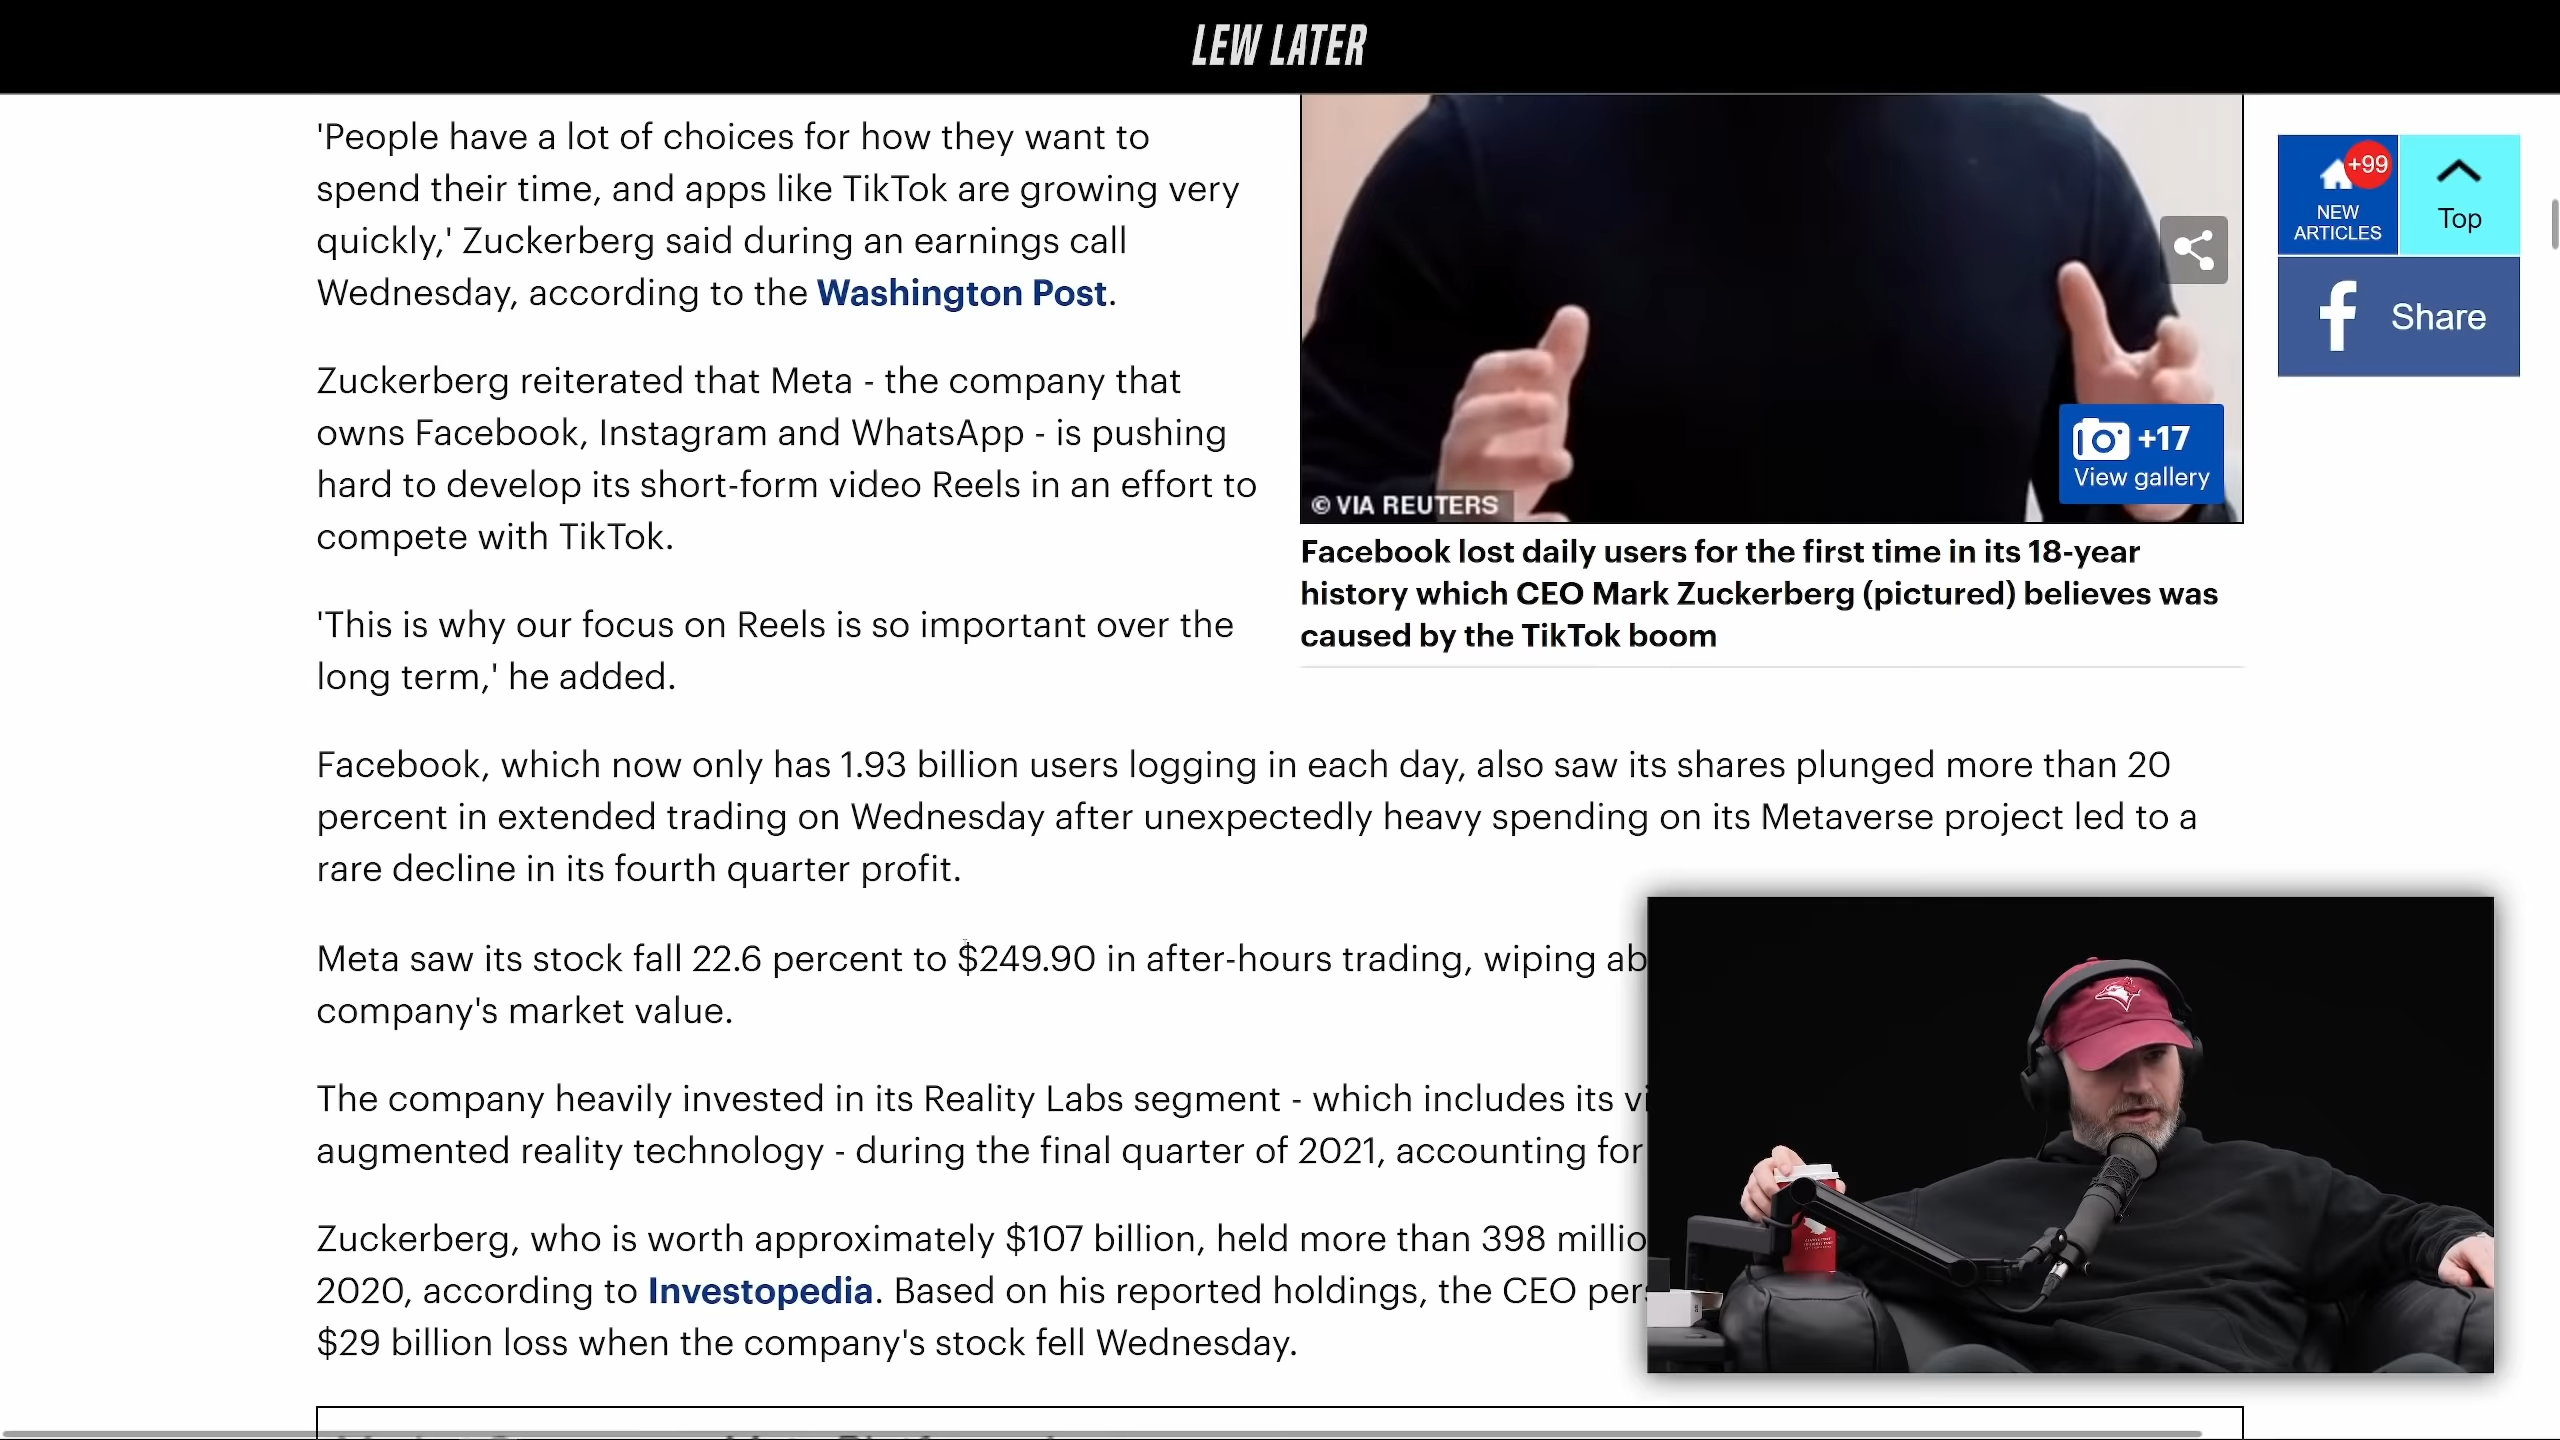 LEW LATER
'People have a lot of choices for how they want to
spend their time, and apps like TikTok are growing very
quickly,' Zuckerberg said during an earnings call
Wednesday, according to the Washington Post.
Zuckerberg reiterated that Meta - the company that
owns Facebook, Instagram and WhatsApp - is pushing
hard to develop its short-form video Reels in an effort to
compete with TikTok.
'This is why our focus on Reels is so important over the
long term,' he added.
© VIA REUTERS
+17
View gallery
Facebook lost daily users for the first time in its 18-year
history which CEO Mark Zuckerberg (pictured) believes was
caused by the TikTok boom
+99
NEW
ARTICLES
Top
Share
Facebook, which now only has 1.93 billion users logging in each day, also saw its shares plunged more than 20
percent in extended trading on Wednesday after unexpectedly heavy spending on its Metaverse project led to a
rare decline in its fourth quarter profit.
Meta saw its stock fall 22.6 percent to $249.90 in after-hours trading, wiping ab
company's market value.
The company heavily invested in its Reality Labs segment - which includes its vi
augmented reality technology - during the final quarter of 2021, accounting for
Zuckerberg, who is worth approximately $107 billion, held more than 398 millio
2020, according to Investopedia. Based on his reported holdings, the CEO pers
$29 billion loss when the company's stock fell Wednesday.